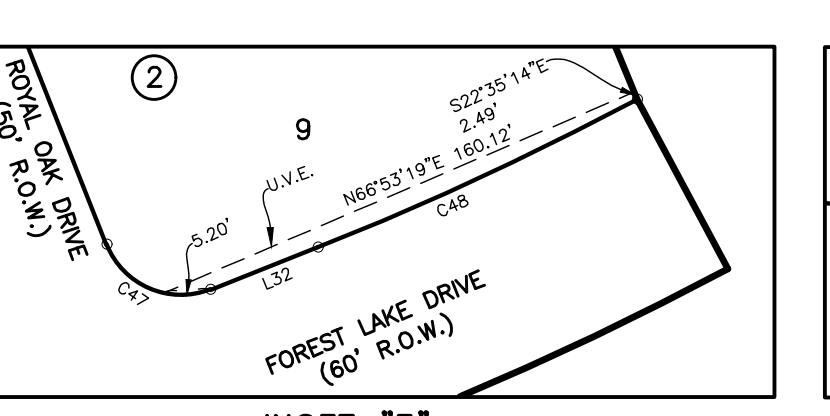 2
ROYAL OAK DRIVE
(50' R.O.W.)
9
S22°35'14"E
2.49'
N66°53'19"E 160.12'
U.V.E.
5.20'
C48
C47
L32
FOREST LAKE DRIVE
(60' R.O.W.)